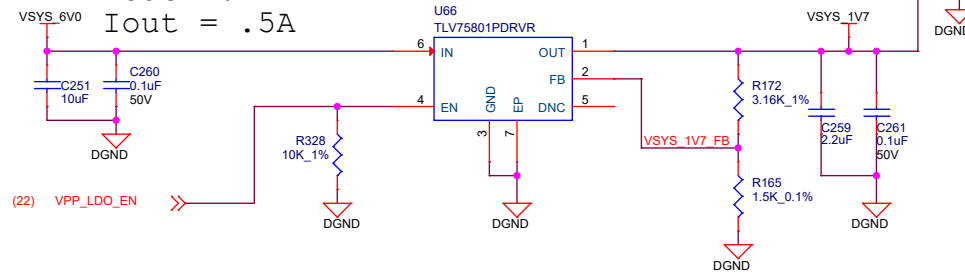 VSYS_6V0
Iout = .5A
U66
TLV75801PDRVR
VSYS_1V7
DGND
6
IN
OUT
1
C251
10uF
C260
0.1uF
50V
FB
2
R172
3.16K_1%
4
EN
GND
EP
DNC
5
3
7
R328
10K_1%
VSYS_1V7_FB
C259
2.2uF
C261
0.1uF
50V
DGND
R165
1.5K_0.1%
(22) VPP_LDO_EN
DGND
DGND
DGND
DGND